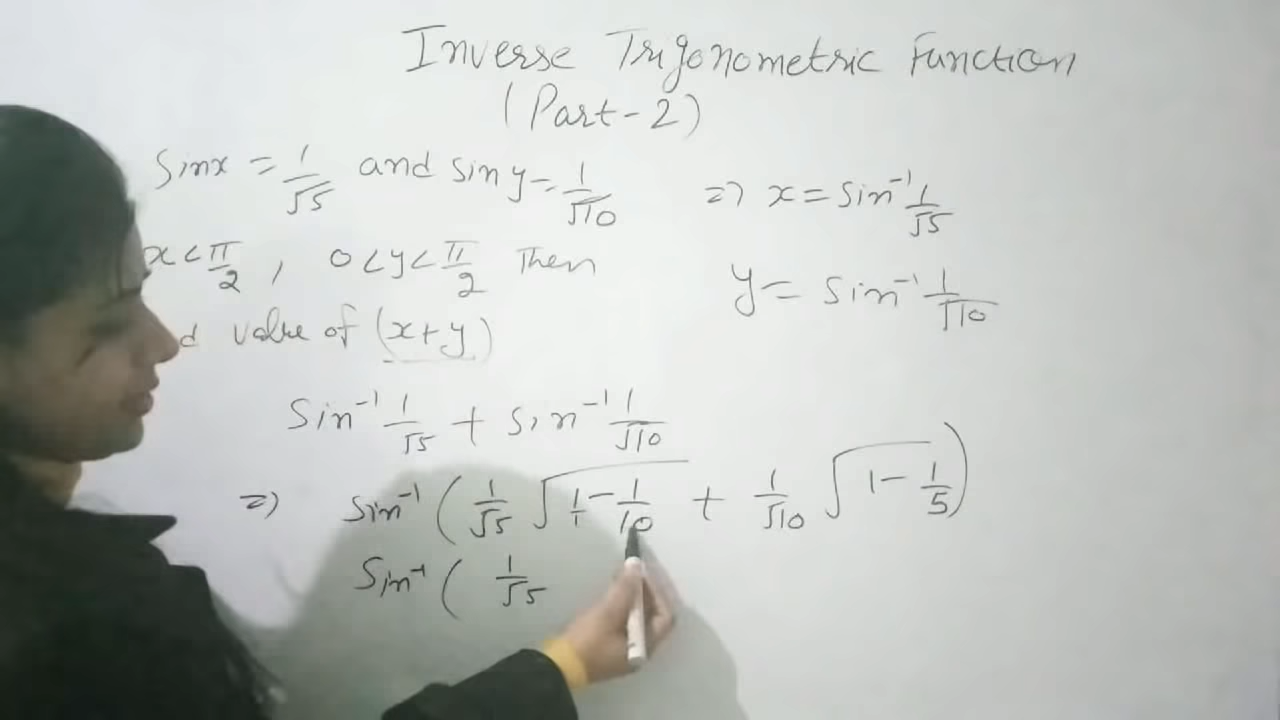 Inverse Trigonometric Function
(Part-2)
Sinx = 1/√5 and Sin y = 1/√10
x < π/2 , 0 < y < π/2 Then
d value of (x+y)
=> x = Sin⁻¹ 1/√5
y = Sin⁻¹ 1/√10
Sin⁻¹ 1/√5 + Sin⁻¹ 1/√10
=> Sin⁻¹ ( 1/√5 √(1/1 - 1/10) + 1/√10 √(1 - 1/5) )
Sin⁻¹ ( 1/√5